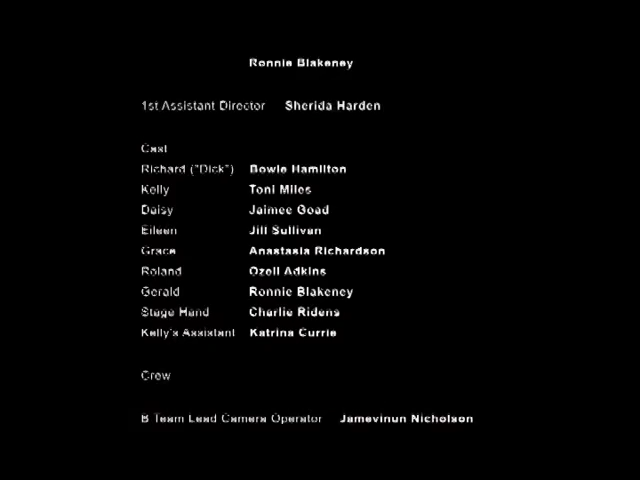 Ronnie Blakeney
1st Assistant Director Sherida Harden
Cast
Richard ("Dick") Bowie Hamilton
Kelly Toni Miles
Daisy Jaimee Goad
Eileen Jill Sullivan
Grace Anastasia Richardson
Roland Ozell Adkins
Gerald Ronnie Blakeney
Stage Hand Charlie Ridens
Kelly's Assistant Katrina Currie
Crew
B Team Lead Camera Operator Jamevinun Nicholson